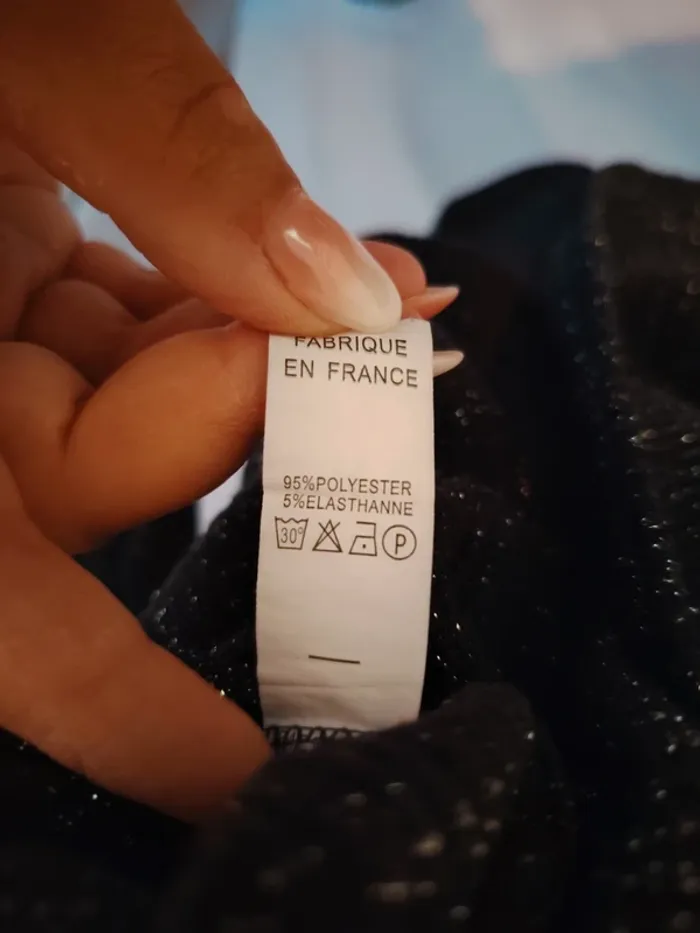 FABRIQUE
EN FRANCE
95%POLYESTER
5%ELASTHANNE
30° P